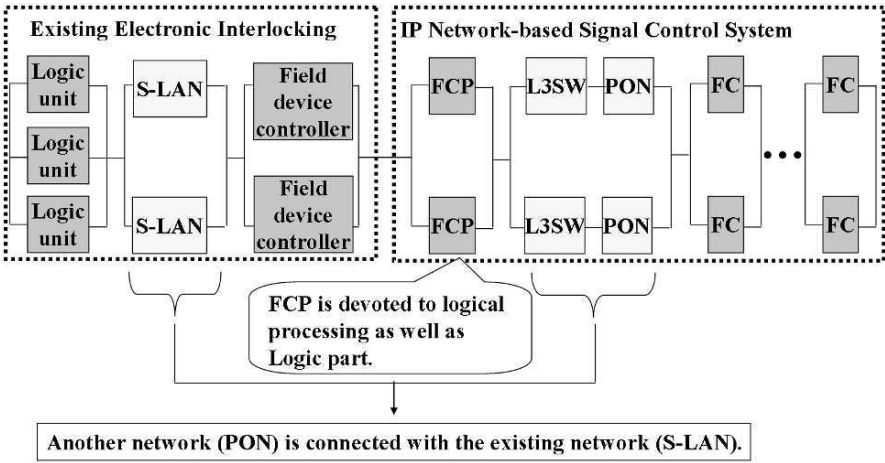 Existing Electronic Interlocking
IP Network-based Signal Control System
Logic
unit
Logic
unit
Logic
unit
S-LAN
S-LAN
Field
device
controller
Field
device
controller
FCP
FCP
L3SW
PON
L3SW
PON
FC
FC
FC
FC
FCP is devoted to logical
processing as well as
Logic part.
Another network (PON) is connected with the existing network (S-LAN).